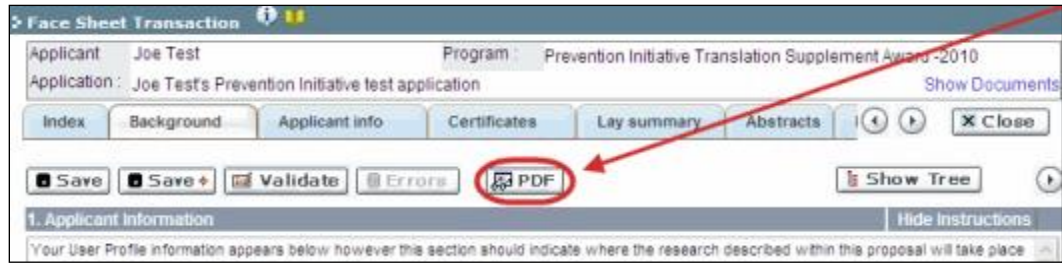 Face Sheet Transaction
Applicant Joe Test Program : Prevention Initiative Translation Supplement Award -2010
Application : Joe Test's Prevention Initiative test application Show Documents
Index Background Applicant info Certificates Lay summary Abstracts X Close
Save Save+ Validate Errors PDF Show Tree
1. Applicant Information Hide Instructions
Your User Profile information appears below however this section should indicate where the research described within this proposal will take place